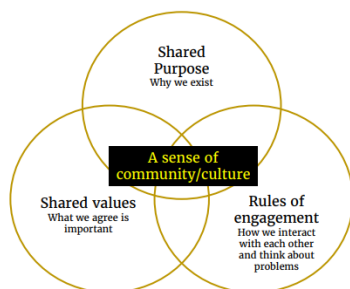 Shared
Purpose
Why we exist
A sense of
community/culture
Shared values
What we agree is
important
Rules of
engagement
How we interact
with each other
and think about
problems